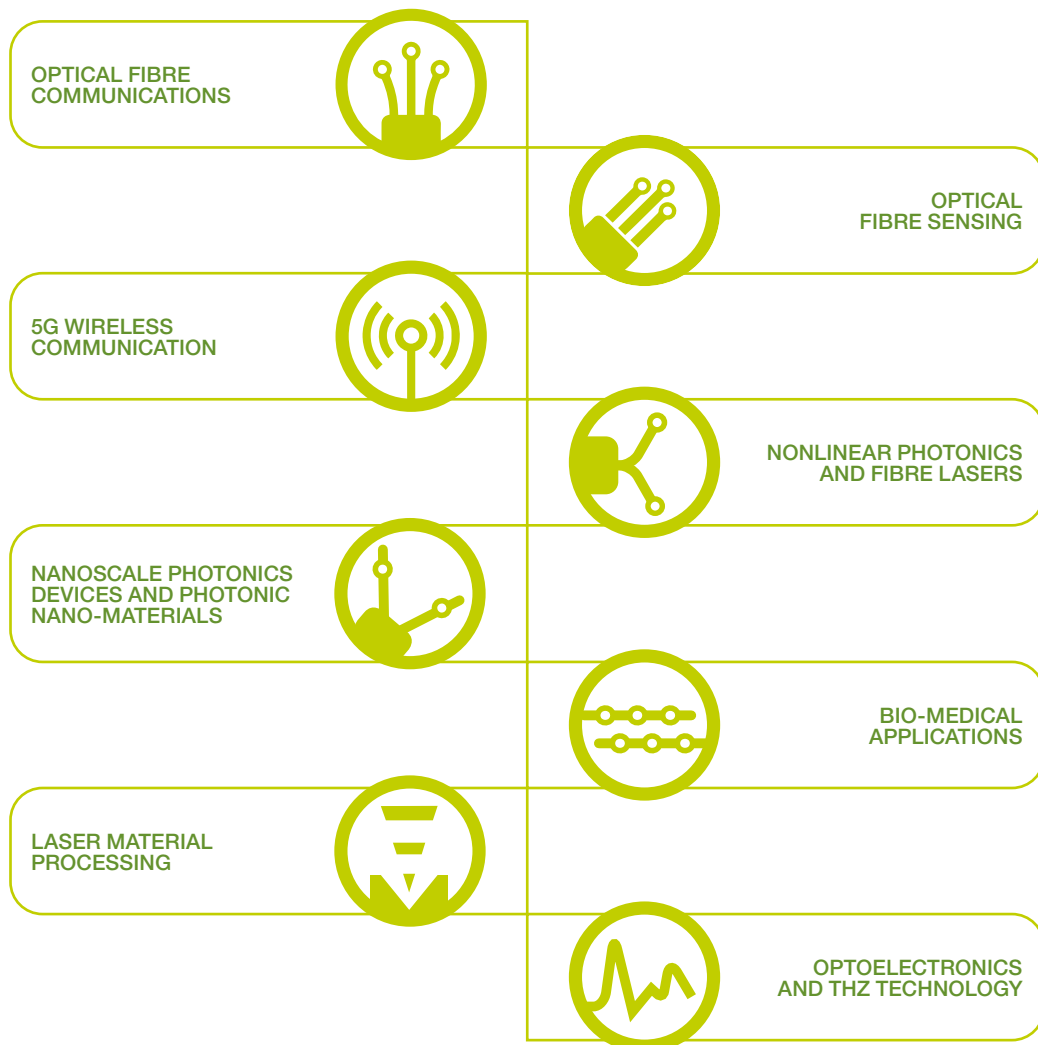 OPTICAL FIBRE
COMMUNICATIONS
OPTICAL
FIBRE SENSING
5G WIRELESS
COMMUNICATION
NONLINEAR PHOTONICS
AND FIBRE LASERS
NANOSCALE PHOTONICS
DEVICES AND PHOTONIC
NANO-MATERIALS
BIO-MEDICAL
APPLICATIONS
LASER MATERIAL
PROCESSING
OPTOELECTRONICS
AND THZ TECHNOLOGY